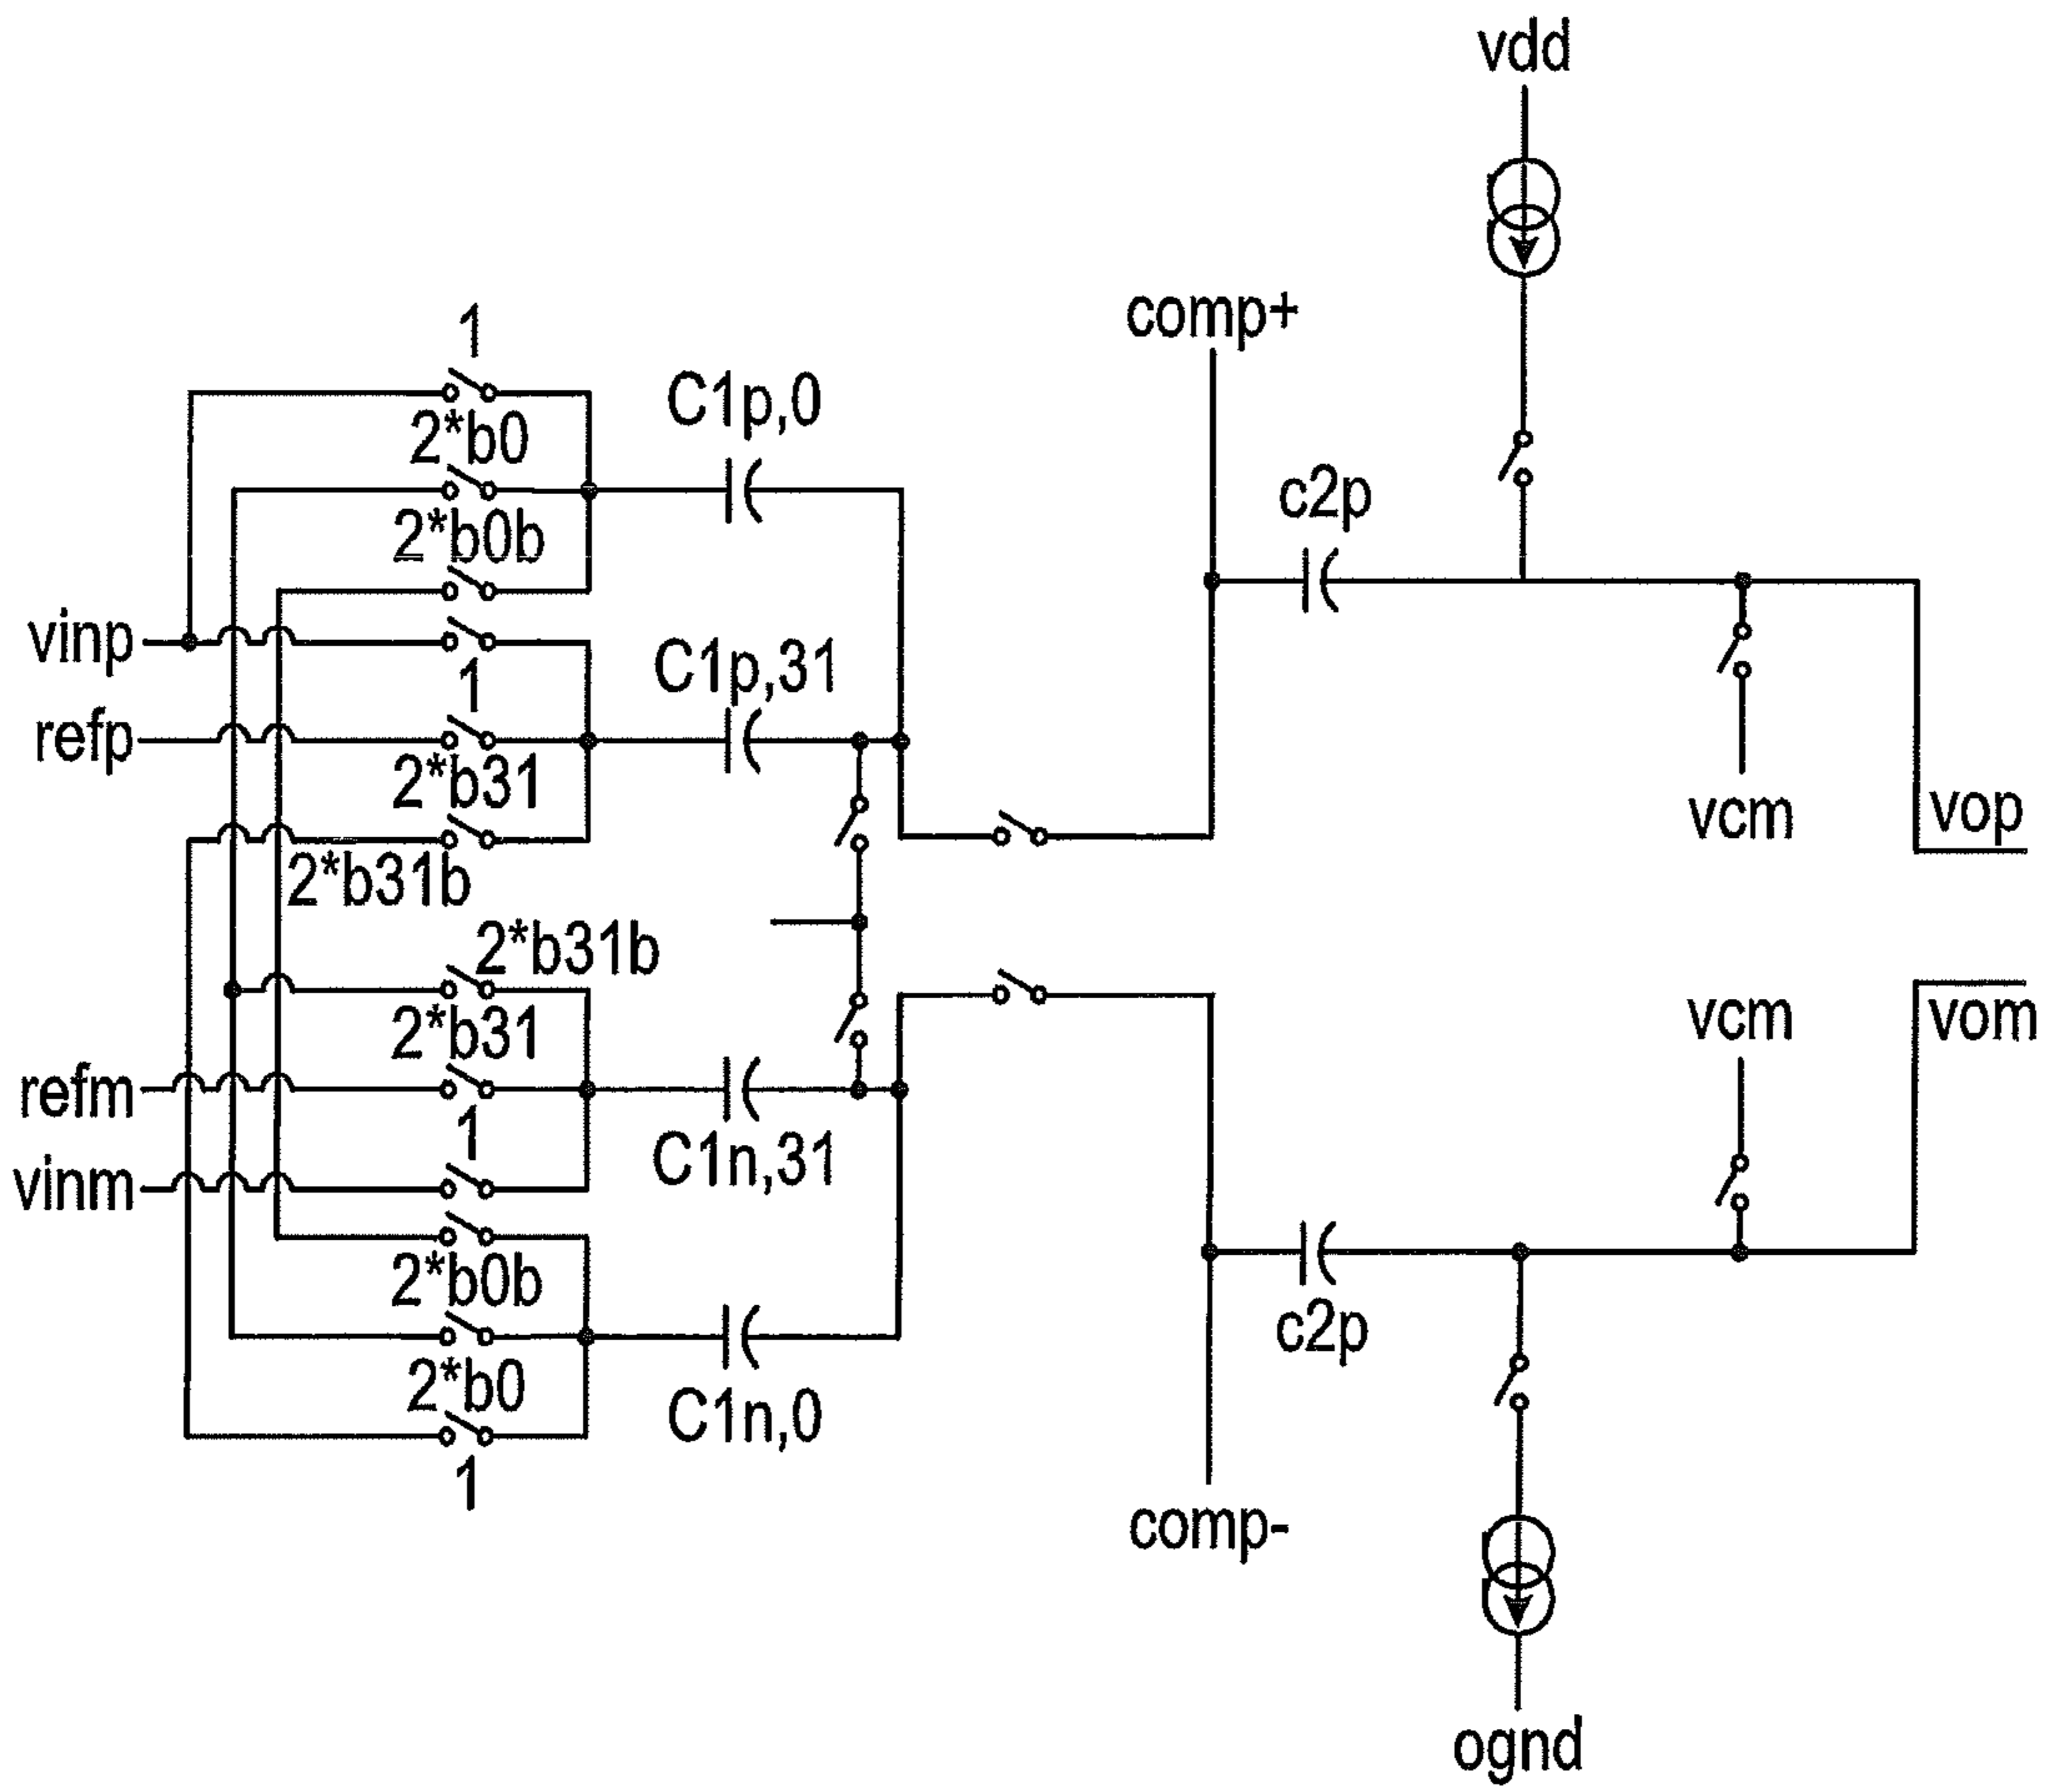 vdd
comp+
1
C1p,0
2*b0
c2p
2*b0b
vinp
C1p,31
1
refp
2*b31
vcm
vop
2*b31b
2*b31b
vcm
vom
2*b31
refm
1
C1n,31
vinm
2*b0b
c2p
2*b0
C1n,0
1
comp-
ognd